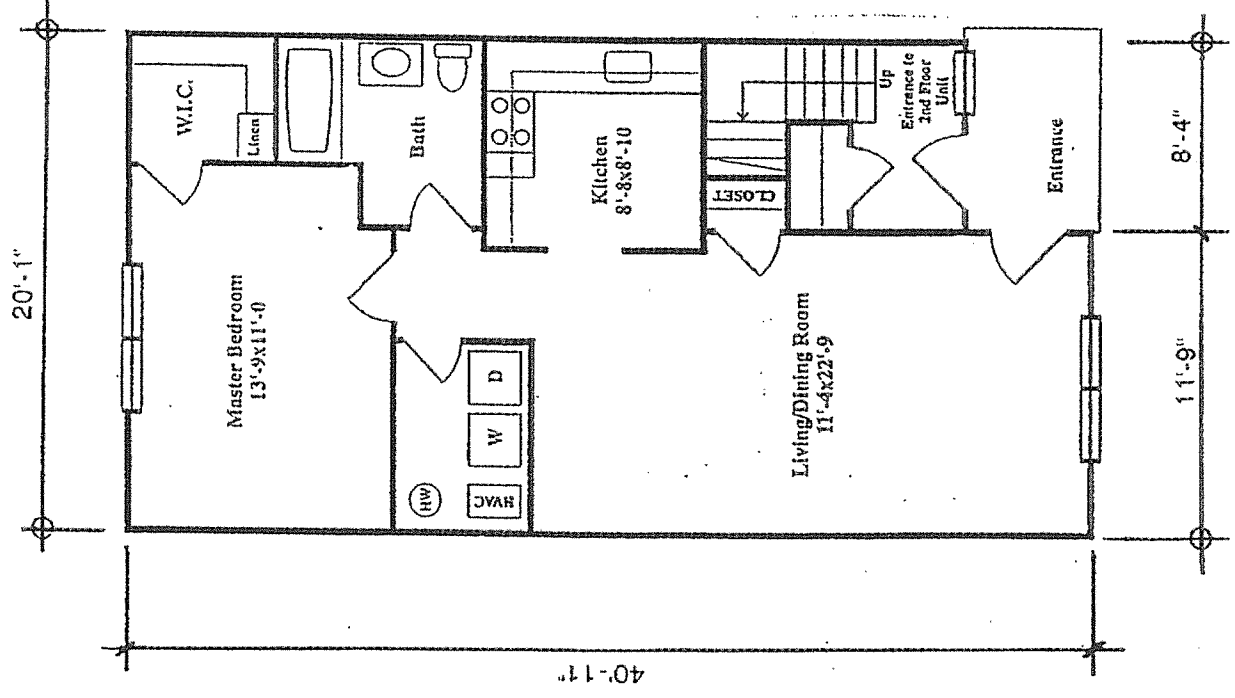 20'-1"
W.I.C.
Linen
Bath
Master Bedroom
13'-9x11'-0
Kitchen
8'-8x8'-10
Up
Entrance to
2nd Floor
Unit
CLOSET
Entrance
8'-4"
D
W
HW
HVAC
Living/Dining Room
11'-4x22'-9
11'-9"
40'-11"